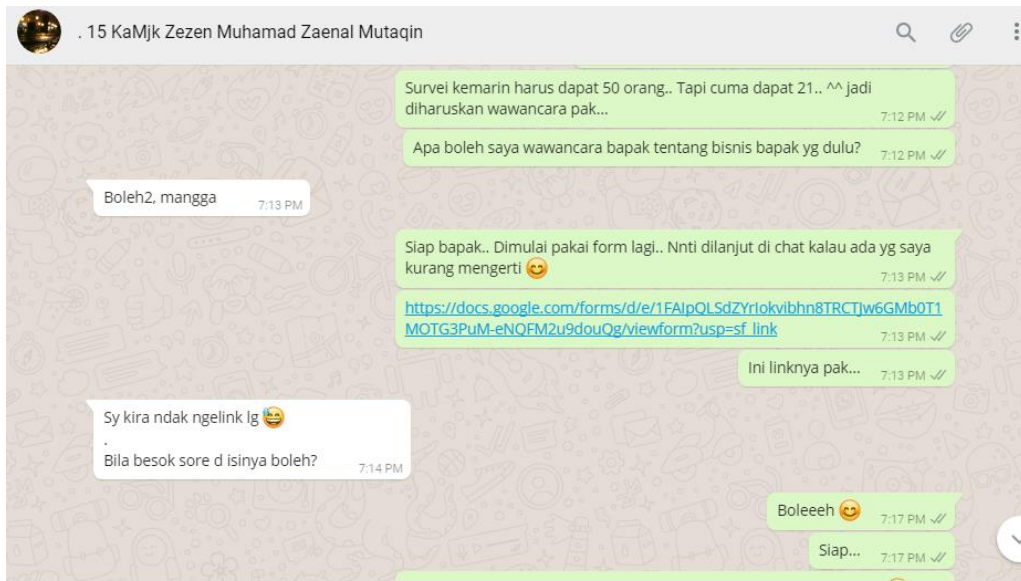 . 15 KaMjk Zezen Muhamad Zaenal Mutaqin
Survei kemarin harus dapat 50 orang.. Tapi cuma dapat 21.. ^^ jadi
diharuskan wawancara pak...
7:12 PM
Apa boleh saya wawancara bapak tentang bisnis bapak yg dulu?
7:12 PM
Boleh2, mangga
7:13 PM
Siap bapak.. Dimulai pakai form lagi.. Nnti dilanjut di chat kalau ada yg saya
kurang mengerti 😊
7:13 PM
https://docs.google.com/forms/d/e/1FAIpQLSdZYrIokvibhn8TRCTJw6GMb0T1
MOTG3PuM-eNQFM2u9douQg/viewform?usp=sf_link
7:13 PM
Ini linknya pak...
7:13 PM
Sy kira ndak ngelink lg 😅
.
Bila besok sore d isinya boleh?
7:14 PM
Boleeeh 😊
7:17 PM
Siap...
7:17 PM